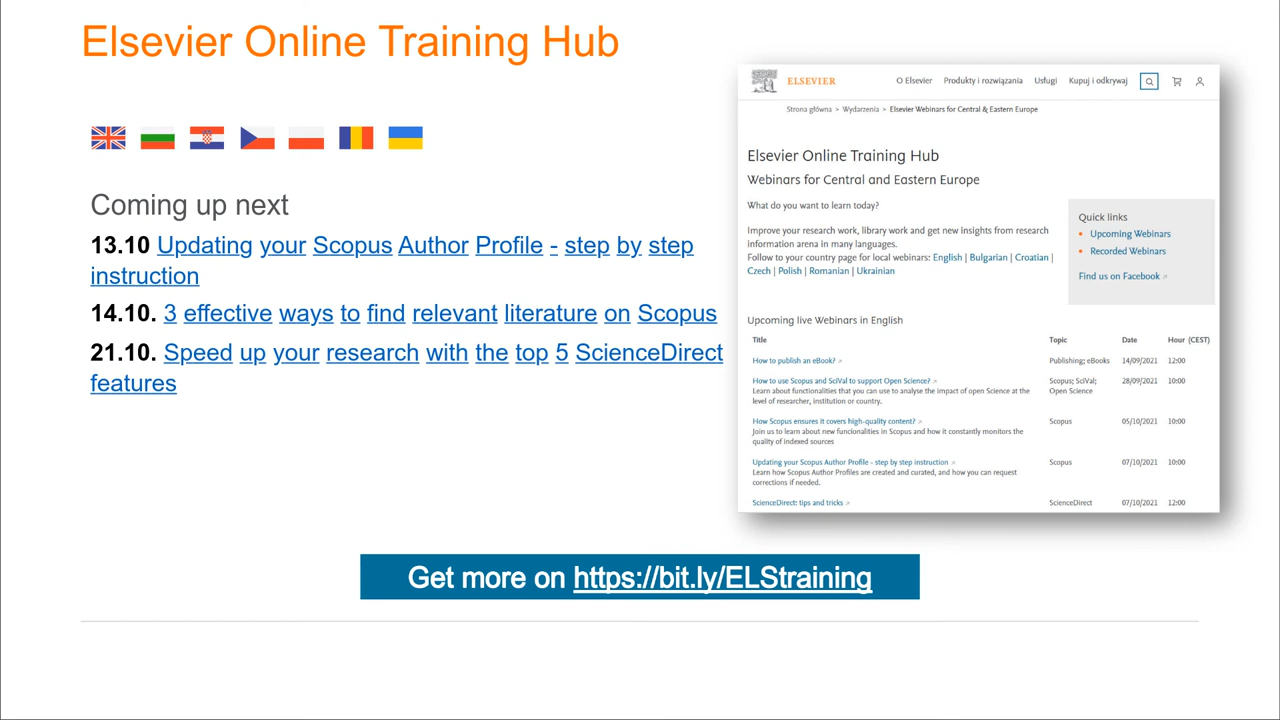 Elsevier Online Training Hub
Coming up next
13.10 Updating your Scopus Author Profile - step by step
instruction
14.10. 3 effective ways to find relevant literature on Scopus
21.10. Speed up your research with the top 5 ScienceDirect
features
ELSEVIER
O Elsevier Produkty i rozwiązania Usługi Kupuj i odkrywaj
Strona główna > Wydarzenia > Elsevier Webinars for Central & Eastern Europe
Elsevier Online Training Hub
Webinars for Central and Eastern Europe
What do you want to learn today?
Improve your research work, library work and get new insights from research
information arena in many languages.
Follow to your country page for local webinars: English | Bulgarian | Croatian |
Czech | Polish | Romanian | Ukrainian
Quick links
Upcoming Webinars
Recorded Webinars
Find us on Facebook
Upcoming live Webinars in English
Title Topic Date Hour (CEST)
How to publish an eBook? Publishing; eBooks 14/09/2021 12:00
How to use Scopus and SciVal to support Open Science? Scopus; SciVal; 28/09/2021 10:00
Learn about functionalities that you can use to analyse the impact of open Science at the Open Science
level of researcher, institution or country.
How Scopus ensures it covers high-quality content? Scopus 05/10/2021 10:00
Join us to learn about new funcionalities in Scopus and how it constantly monitors the
quality of indexed sources
Updating your Scopus Author Profile - step by step instruction Scopus 07/10/2021 10:00
Learn how Scopus Author Profiles are created and curated, and how you can request
corrections if needed.
ScienceDirect: tips and tricks ScienceDirect 07/10/2021 12:00
Get more on https://bit.ly/ELStraining